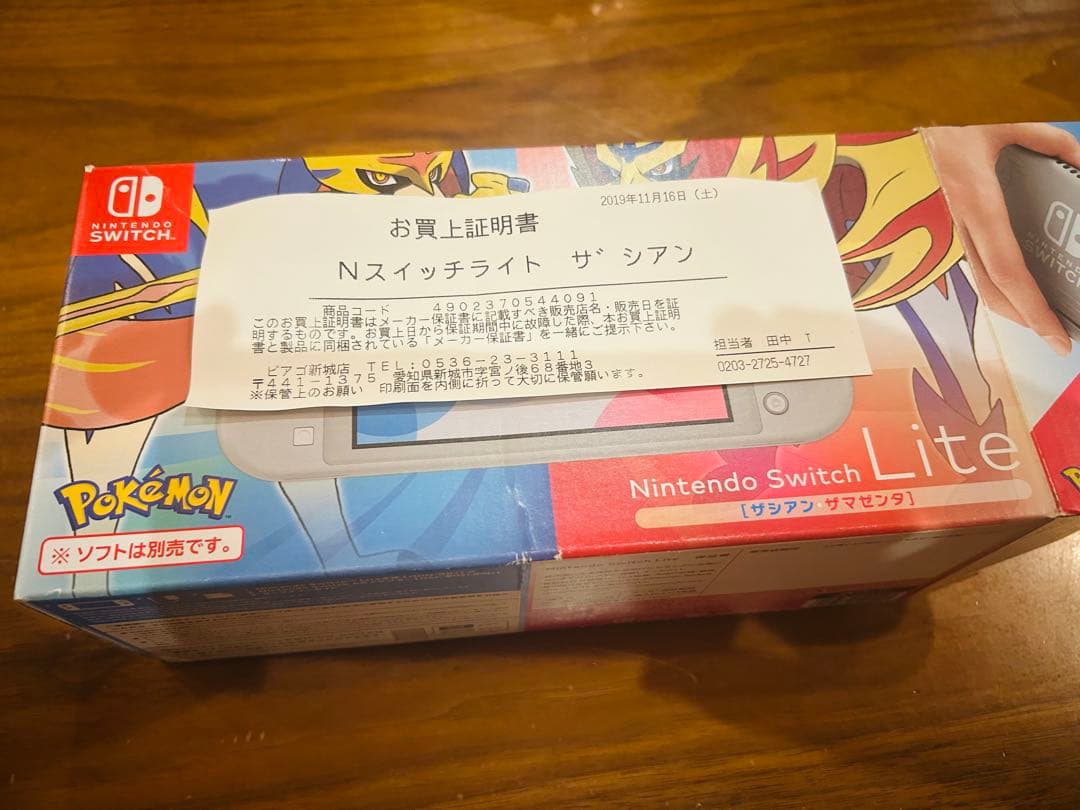 2019年11月16日（土）
お買上証明書
Nスイッチライト ザ シアン
商品コード 4902370544091
このお買上証明書はメーカー保証書に記載すべき販売店名・販売日を証
明するものです。お買上日から保証期間中に故障した際、本お買上証明
書と製品に同梱されている「メーカー保証書」を一緒にご提示下さい。
担当者 田中 T
0203-2725-4727
ピアゴ新城店 TEL:0536-23-3111
〒441-1375 愛知県新城市字宮ノ後68番地3
※保管上のお願い 印刷面を内側に折って大切に保管願います。
NINTENDO
SWITCH
NINTENDO
SWITCH
Nintendo Switch Lite
[ザシアン・ザマゼンタ]
POKéMON
※ ソフトは別売です。
Nintendo Switch Lite